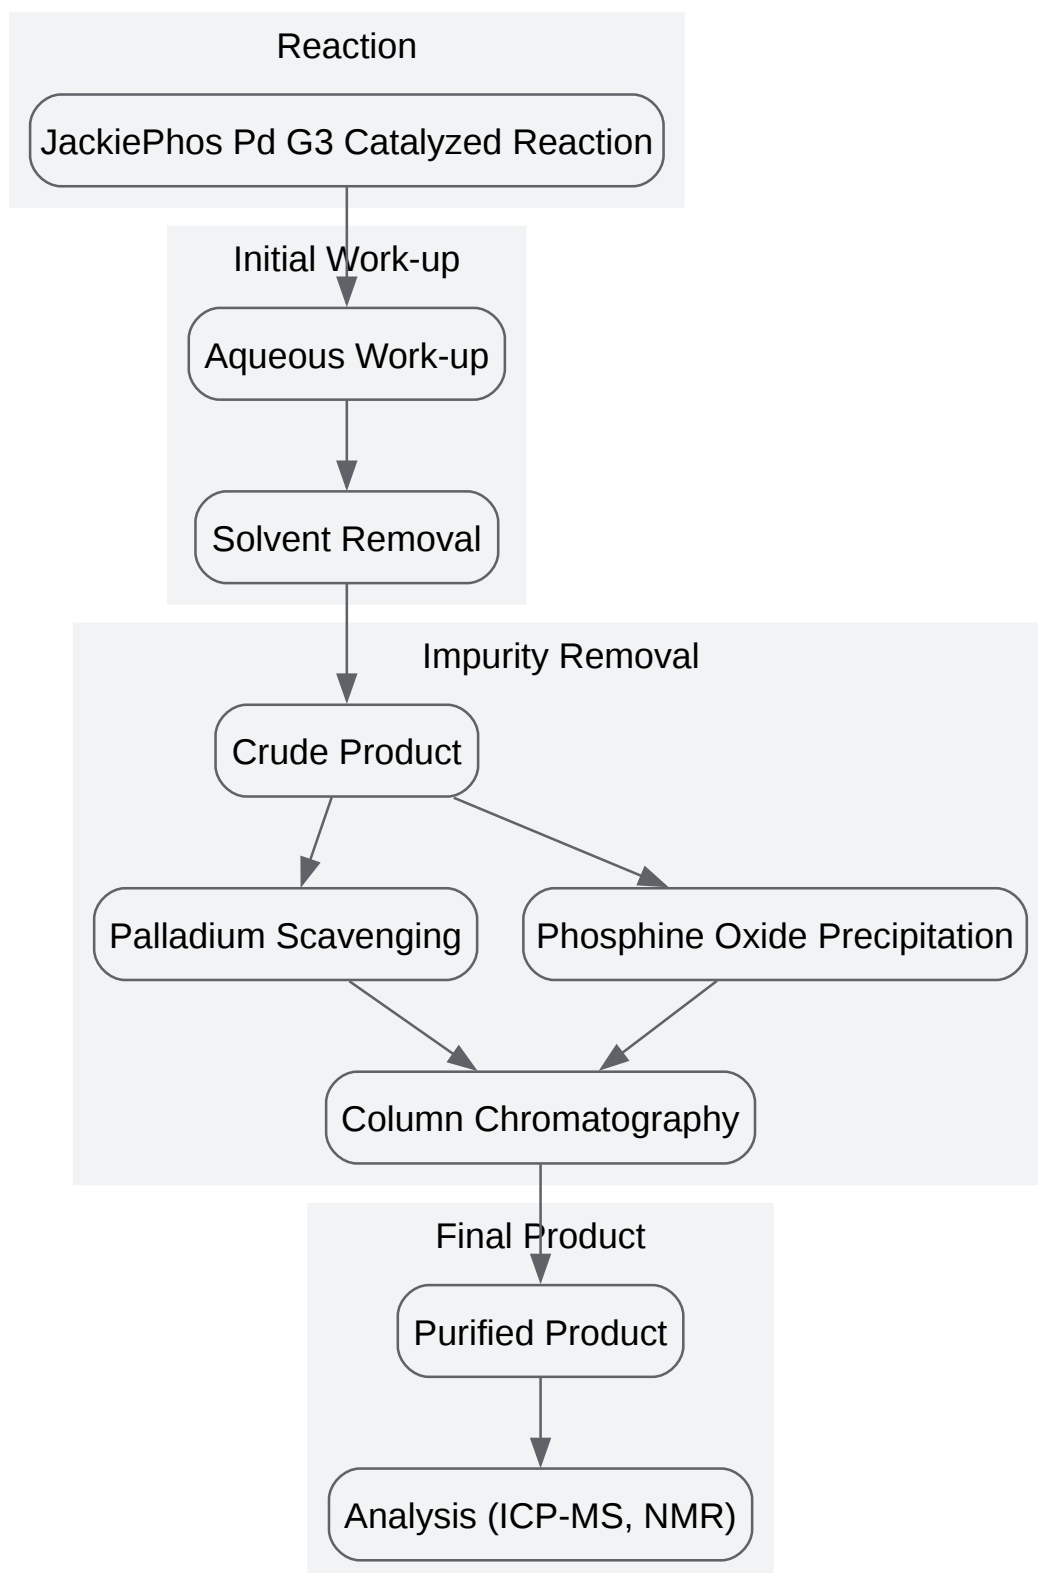 Reaction
JackiePhos Pd G3 Catalyzed Reaction
Initial Work-up
Aqueous Work-up
Solvent Removal
Impurity Removal
Crude Product
Palladium Scavenging
Phosphine Oxide Precipitation
Column Chromatography
Final Product
Purified Product
Analysis (ICP-MS, NMR)